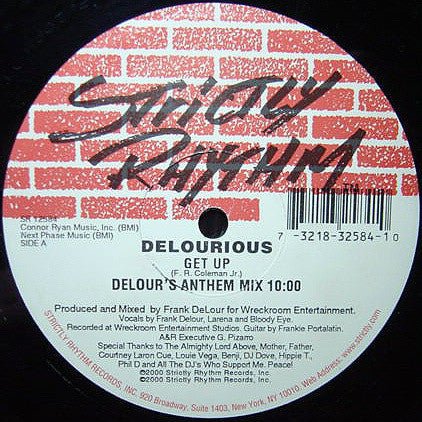 STRICTLY
RHYTHM
SR 12584
Connor Ryan Music, Inc. (BMI)
Next Phase Music (BMI)
SIDE A
7 -3218-32584-1 0
DELOURIOUS
GET UP
(F. R. Coleman Jr.)
DELOUR'S ANTHEM MIX 10:00
Produced and Mixed by Frank DeLour for Wreckroom Entertainment.
Vocals by Frank Delour, Larena and Bloody Eye.
Recorded at Wreckroom Entertainment Studios. Guitar by Frankie Portalatin.
A&R Executive G. Pizarro
Special Thanks to The Almighty Lord Above, Mother, Father,
Courtney Laron Cue, Louie Vega, Benji, DJ Dove, Hippie T.,
Phil D and All The DJ's Who Support Me. Peace!
℗2000 Strictly Rhythm Records, Inc.
©2000 Strictly Rhythm Records, Inc.
STRICTLY RHYTHM RECORDS, INC. 920 Broadway, Suite 1403, New York, NY 10010. Web Address: www.strictly.com